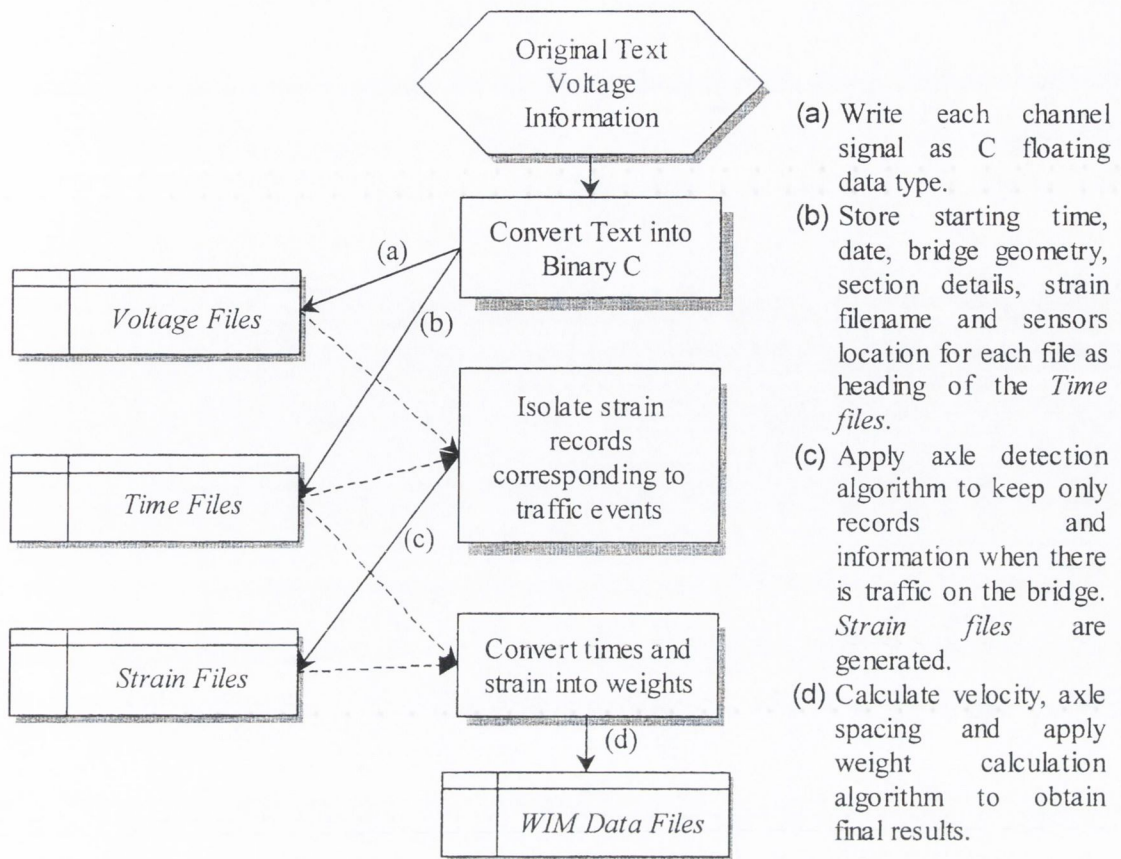 Original Text
Voltage
Information
Convert Text into
Binary C
(a)
Voltage Files
(b)
Isolate strain
records
corresponding to
traffic events
Time Files
(c)
Convert times and
strain into weights
Strain Files
(d)
WIM Data Files
(a) Write each channel
signal as C floating
data type.
(b) Store starting time,
date, bridge geometry,
section details, strain
filename and sensors
location for each file as
heading of the Time
files.
(c) Apply axle detection
algorithm to keep only
records and
information when there
is traffic on the bridge.
Strain files are
generated.
(d) Calculate velocity, axle
spacing and apply
weight calculation
algorithm to obtain
final results.